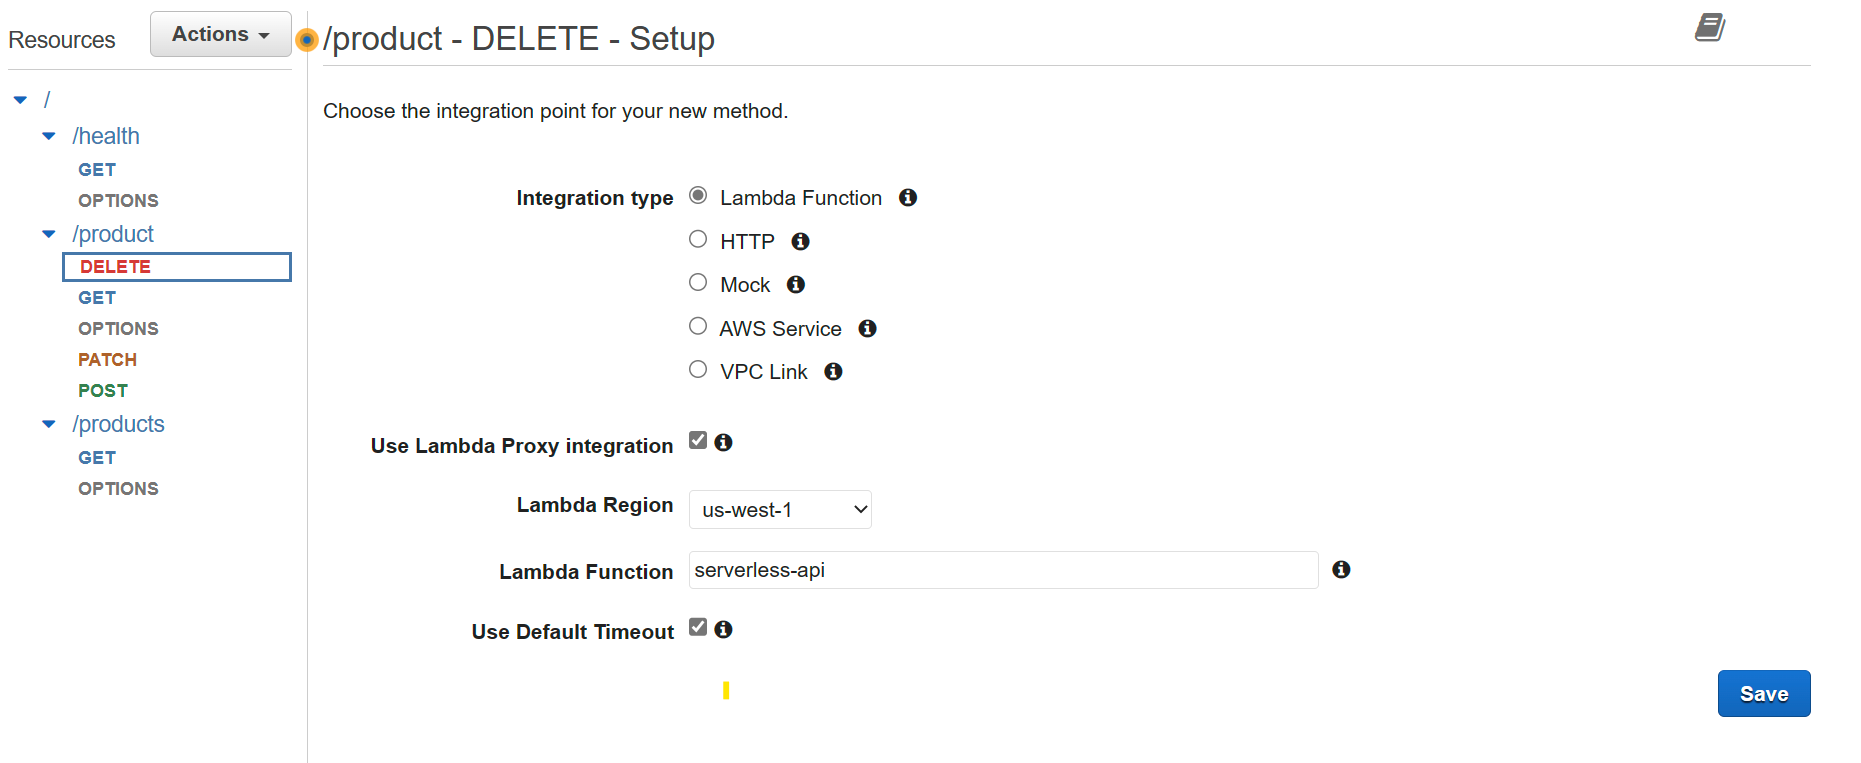 Resources
Actions
/product - DELETE - Setup
/
/health
GET
OPTIONS
/product
DELETE
GET
OPTIONS
PATCH
POST
/products
GET
OPTIONS
Choose the integration point for your new method.
Integration type
Lambda Function
HTTP
Mock
AWS Service
VPC Link
Use Lambda Proxy integration
Lambda Region
us-west-1
Lambda Function
serverless-api
Use Default Timeout
Save